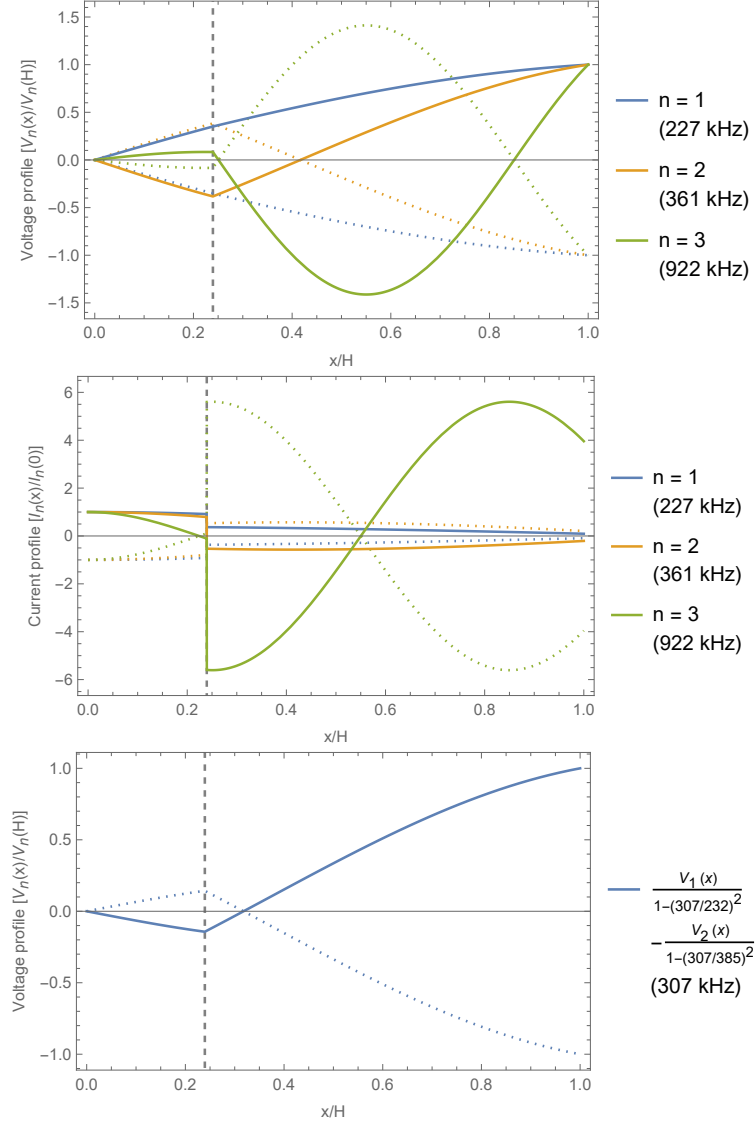 Voltage profile [Vₙ(x)/Vₙ(H)]
1.5
1.0
0.5
0.0
-0.5
-1.0
-1.5
0.0 0.2 0.4 0.6 0.8 1.0
x/H
n = 1
(227 kHz)
n = 2
(361 kHz)
n = 3
(922 kHz)
Current profile [Iₙ(x)/Iₙ(0)]
6
4
2
0
-2
-4
-6
0.0 0.2 0.4 0.6 0.8 1.0
x/H
n = 1
(227 kHz)
n = 2
(361 kHz)
n = 3
(922 kHz)
Voltage profile [Vₙ(x)/Vₙ(H)]
1.0
0.5
0.0
-0.5
-1.0
0.0 0.2 0.4 0.6 0.8 1.0
x/H
V₁(x)
1-(307/232)²
- V₂(x)
1-(307/385)²
(307 kHz)